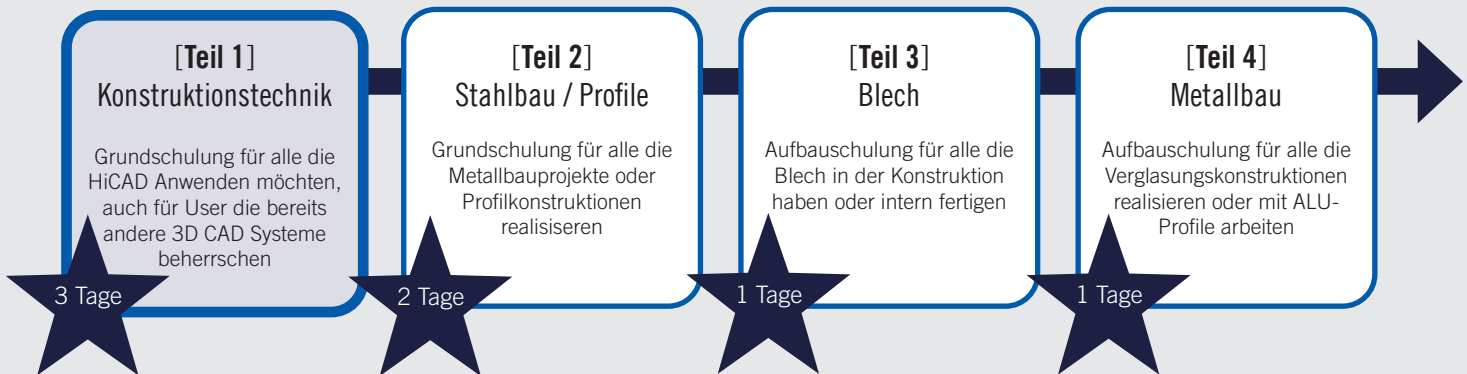 [Teil 1]
Konstruktionstechnik
Grundschulung für alle die
HiCAD Anwenden möchten,
auch für User die bereits
andere 3D CAD Systeme
beherrschen
3 Tage
[Teil 2]
Stahlbau / Profile
Grundschulung für alle die
Metallbauprojekte oder
Profilkonstruktionen
realisiseren
2 Tage
[Teil 3]
Blech
Aufbauschulung für alle die
Blech in der Konstruktion
haben oder intern fertigen
1 Tage
[Teil 4]
Metallbau
Aufbauschulung für alle die
Verglasungskonstruktionen
realisieren oder mit ALU-
Profile arbeiten
1 Tage